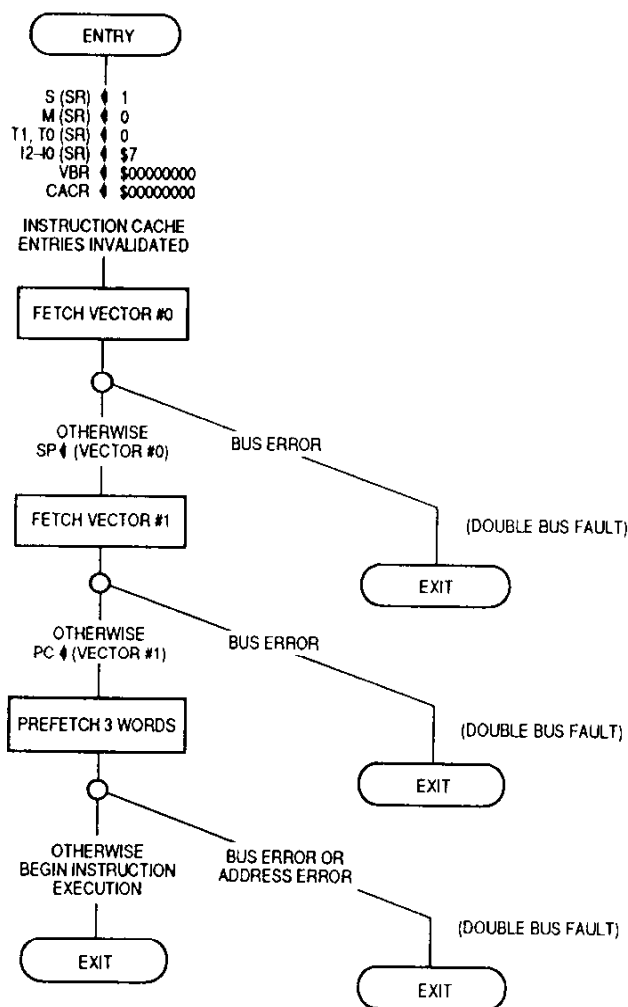 ENTRY
S (SR) ◀ 1
M (SR) ◀ 0
T1, T0 (SR) ◀ 0
I2–I0 (SR) ◀ $7
VBR ◀ $00000000
CACR ◀ $00000000
INSTRUCTION CACHE
ENTRIES INVALIDATED
FETCH VECTOR #0
OTHERWISE
SP ◀ (VECTOR #0)
BUS ERROR
(DOUBLE BUS FAULT)
EXIT
FETCH VECTOR #1
OTHERWISE
PC ◀ (VECTOR #1)
BUS ERROR
(DOUBLE BUS FAULT)
EXIT
PREFETCH 3 WORDS
OTHERWISE
BEGIN INSTRUCTION
EXECUTION
BUS ERROR OR
ADDRESS ERROR
(DOUBLE BUS FAULT)
EXIT
EXIT